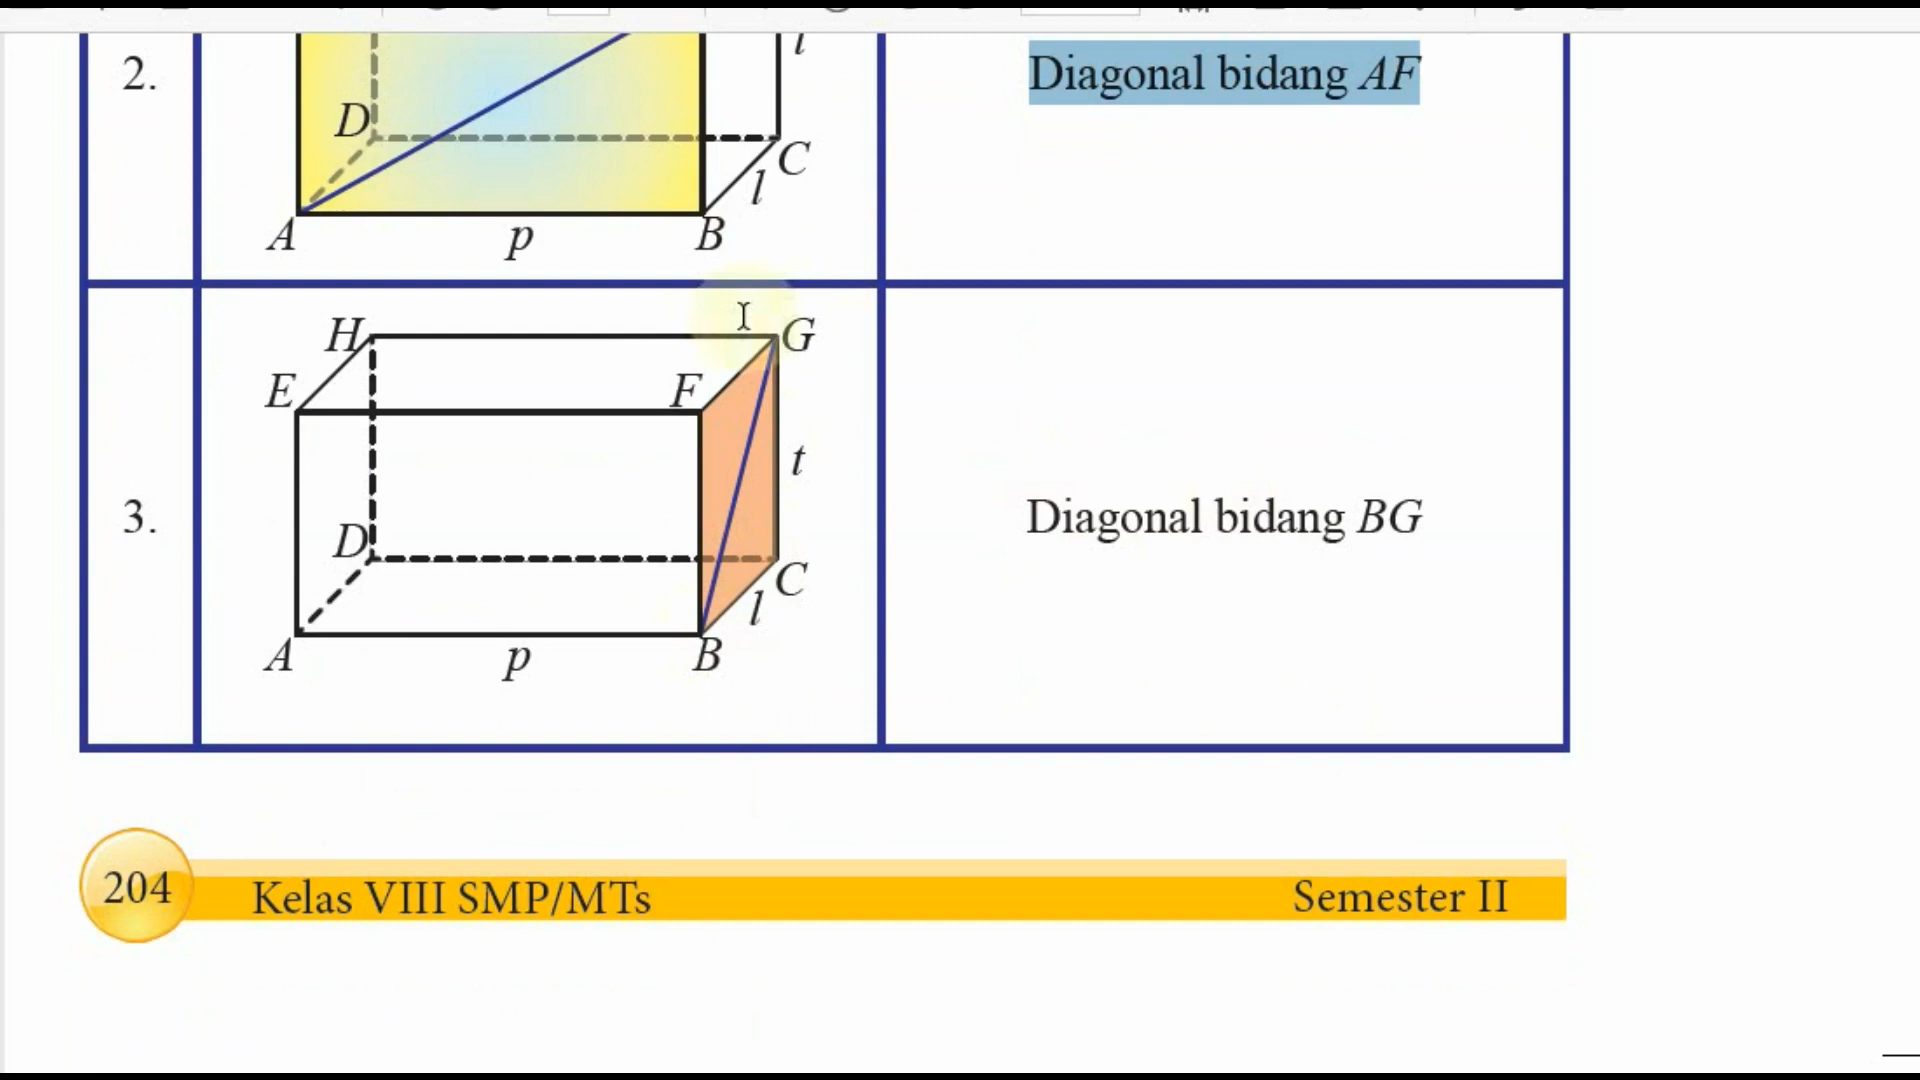 2.
t
D
C
l
A
p
B
Diagonal bidang AF
3.
H
G
E
F
t
D
C
l
A
p
B
Diagonal bidang BG
204
Kelas VIII SMP/MTs
Semester II